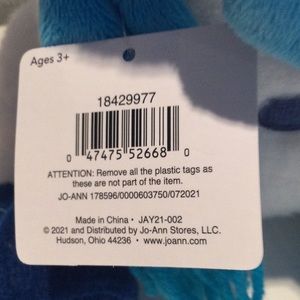 Ages 3+
18429977
0 47475 52668 0
ATTENTION: Remove all the plastic tags as
these are not part of the item.
JO-ANN 178596/0000603750/072021
Made in China • JAY21-002
© 2021 and Distributed by Jo-Ann Stores, LLC.
Hudson, Ohio 44236 • www.joann.com